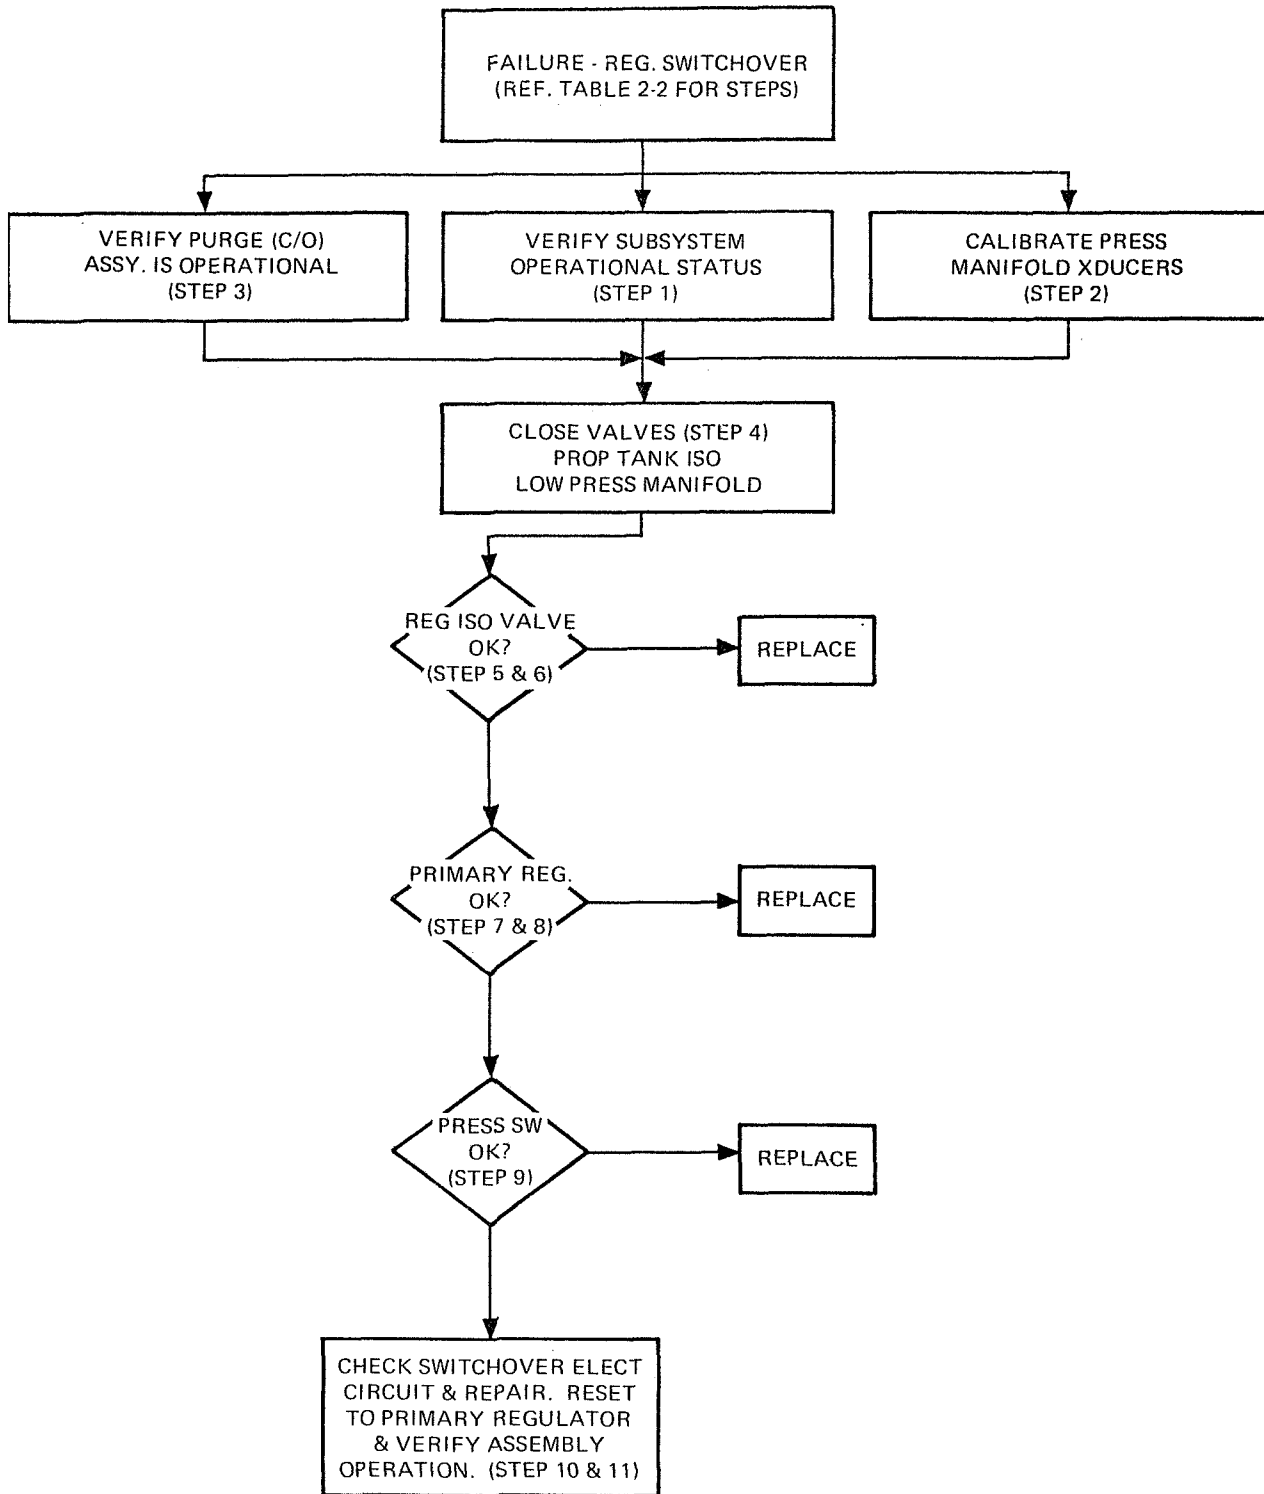 FAILURE - REG. SWITCHOVER
(REF. TABLE 2-2 FOR STEPS)
VERIFY PURGE (C/O)
ASSY. IS OPERATIONAL
(STEP 3)
VERIFY SUBSYSTEM
OPERATIONAL STATUS
(STEP 1)
CALIBRATE PRESS
MANIFOLD XDUCERS
(STEP 2)
CLOSE VALVES (STEP 4)
PROP TANK ISO
LOW PRESS MANIFOLD
REG ISO VALVE
OK?
(STEP 5 & 6)
REPLACE
PRIMARY REG.
OK?
(STEP 7 & 8)
REPLACE
PRESS SW
OK?
(STEP 9)
REPLACE
CHECK SWITCHOVER ELECT
CIRCUIT & REPAIR. RESET
TO PRIMARY REGULATOR
& VERIFY ASSEMBLY
OPERATION. (STEP 10 & 11)